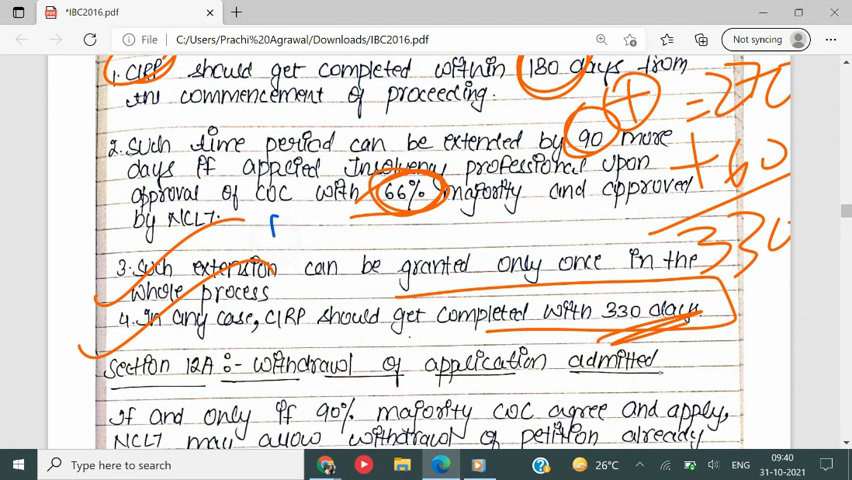 *IBC2016.pdf
File
C:/Users/Prachi%20Agrawal/Downloads/IBC2016.pdf
Not syncing
1. CIRP should get completed within 180 days from
the commencement of proceeding.
+ = 270
2. Such time period can be extended by 90 more
days if applied Insolvency professional upon
+ 60
approval of COC with 66% majority and approved
by NCLT.
330
3. Such extension can be granted only once in the
whole process
4. In any case, CIRP should get completed with 330 days.
Section 12A :- withdrawal of application admitted
If and only if 90% majority COC agree and apply,
NCLT may allow withdrawal of petition already
Type here to search
26°C
ENG
09:40
31-10-2021